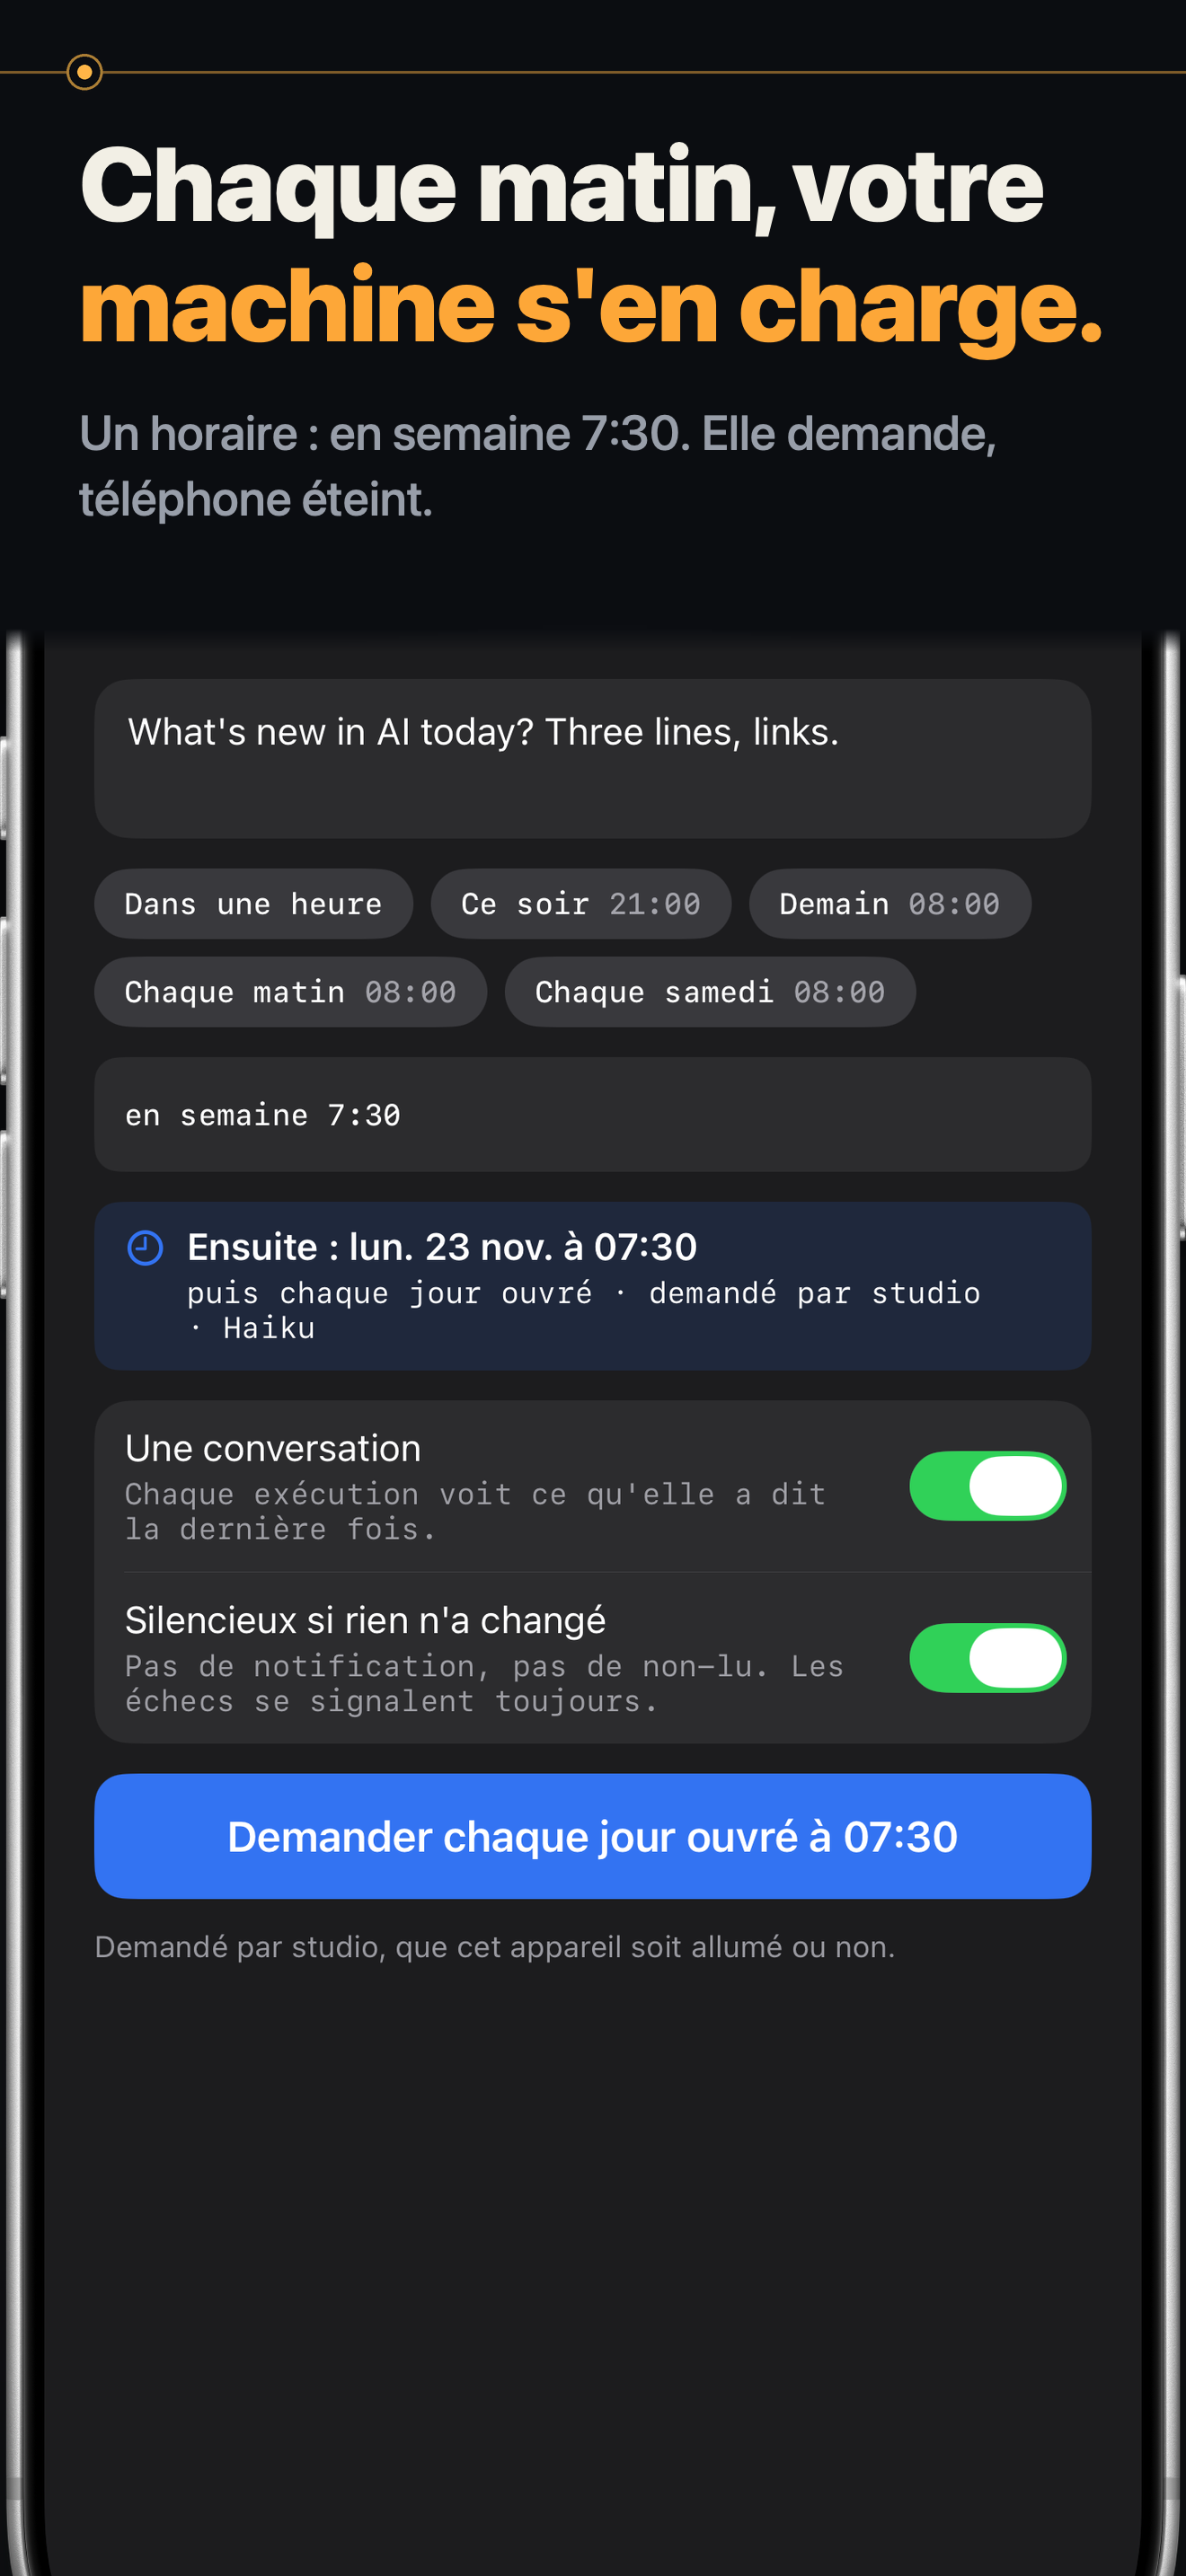 Chaque matin, votre
machine s'en charge.
Un horaire : en semaine 7:30. Elle demande,
téléphone éteint.
What's new in AI today? Three lines, links.
Dans une heure
Ce soir 21:00
Demain 08:00
Chaque matin 08:00
Chaque samedi 08:00
en semaine 7:30
Ensuite : lun. 23 nov. à 07:30
puis chaque jour ouvré · demandé par studio
· Haiku
Une conversation
Chaque exécution voit ce qu'elle a dit
la dernière fois.
Silencieux si rien n'a changé
Pas de notification, pas de non-lu. Les
échecs se signalent toujours.
Demander chaque jour ouvré à 07:30
Demandé par studio, que cet appareil soit allumé ou non.